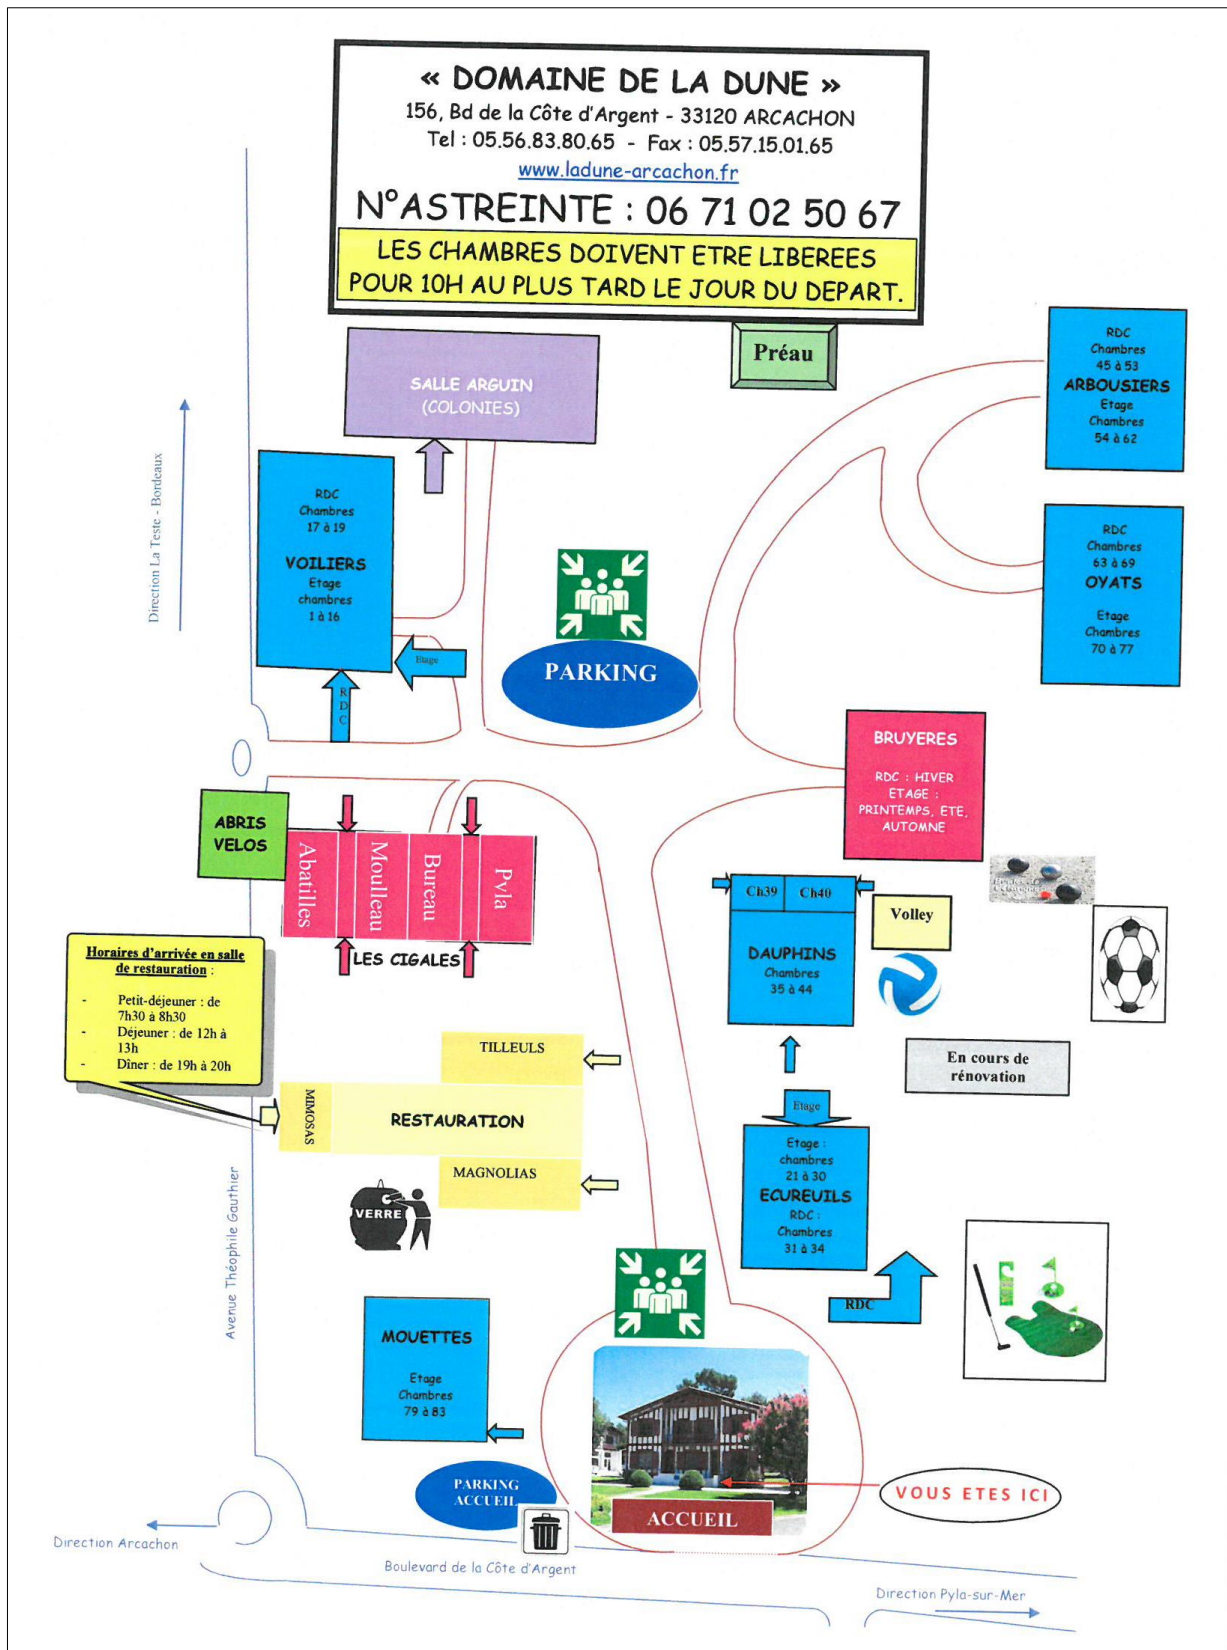 « DOMAINE DE LA DUNE »
156, Bd de la Côte d'Argent - 33120 ARCACHON
Tel : 05.56.83.80.65 - Fax : 05.57.15.01.65
www.ladune-arcachon.fr
N°ASTREINTE : 06 71 02 50 67
LES CHAMBRES DOIVENT ETRE LIBEREES
POUR 10H AU PLUS TARD LE JOUR DU DEPART.
Préau
SALLE ARGUIN
(COLONIES)
RDC
Chambres
45 à 53
ARBOUSIERS
Etage
Chambres
54 à 62
Direction La Teste - Bordeaux
RDC
Chambres
17 à 19
VOILIERS
Etage
chambres
1 à 16
Etage
RDC
PARKING
RDC
Chambres
63 à 69
OYATS
Etage
Chambres
70 à 77
BRUYERES
RDC : HIVER
ETAGE :
PRINTEMPS, ETE,
AUTOMNE
ABRIS
VELOS
Abatilles
Moulleau
Bureau
Pyla
LES CIGALES
Ch39
Ch40
DAUPHINS
Chambres
35 à 44
Volley
Horaires d'arrivée en salle
de restauration :
- Petit-déjeuner : de
7h30 à 8h30
- Déjeuner : de 12h à
13h
- Dîner : de 19h à 20h
TILLEULS
MIMOSAS
RESTAURATION
MAGNOLIAS
VERRE
En cours de
rénovation
Etage
Etage :
chambres
21 à 30
ECUREUILS
RDC :
Chambres
31 à 34
RDC
Avenue Théophile Gauthier
MOUETTES
Etage
Chambres
79 à 83
PARKING
ACCUEIL
ACCUEIL
VOUS ETES ICI
Direction Arcachon
Boulevard de la Côte d'Argent
Direction Pyla-sur-Mer